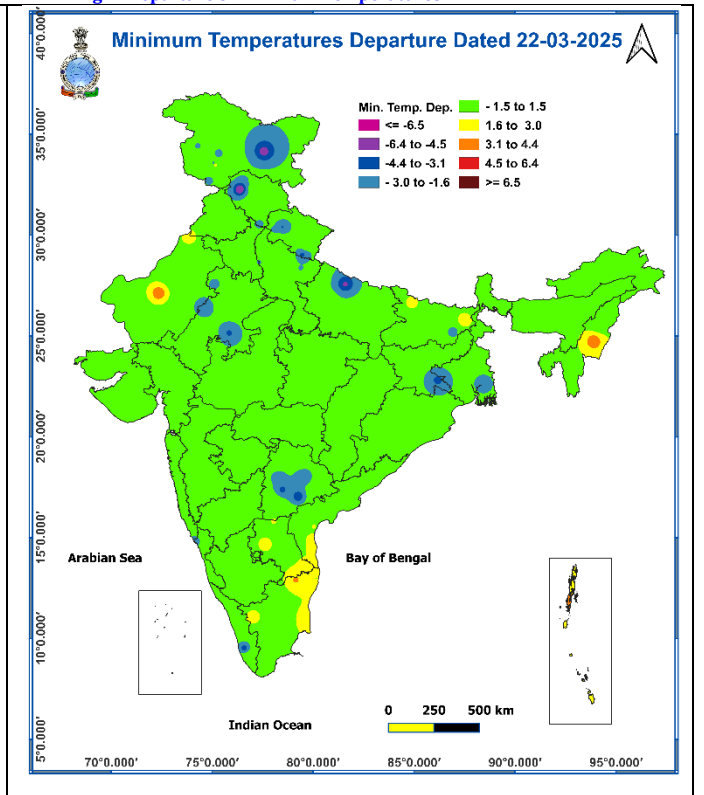 Minimum Temperatures Departure Dated 22-03-2025
Min. Temp. Dep.
<= -6.5
-6.4 to -4.5
-4.4 to -3.1
- 3.0 to -1.6
- 1.5 to 1.5
1.6 to 3.0
3.1 to 4.4
4.5 to 6.4
>= 6.5
40°0.000'
35°0.000'
30°0.000'
25°0.000'
20°0.000'
15°0.000'
10°0.000'
5°0.000'
Arabian Sea
Bay of Bengal
Indian Ocean
0 250 500 km
70°0.000' 75°0.000' 80°0.000' 85°0.000' 90°0.000' 95°0.000'